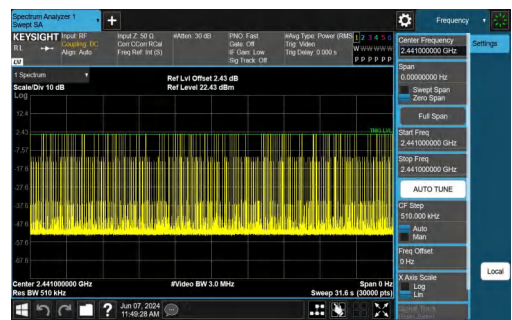 Spectrum Analyzer 1
Swept SA
+
Frequency
KEYSIGHT
Input: RF
Coupling: DC
Align: Auto
Input Z: 50 Ω
Corr CCorr RCal
Freq Ref: Int (S)
#Atten: 30 dB
PNO: Fast
Gate: Off
IF Gain: Low
Sig Track: Off
#Avg Type: Power (RMS
Trig: Video
Trig Delay: 0.000 s
1 2 3 4 5 6
W W W W W W
P P P P P P
RL
LXI
1 Spectrum
Scale/Div 10 dB
Log
Ref Lvl Offset 2.43 dB
Ref Level 22.43 dBm
12.4
2.43
TRIG LVL
-7.57
-17.6
-27.6
-37.6
-47.6
-57.6
-67.6
Center 2.441000000 GHz
Res BW 510 kHz
#Video BW 3.0 MHz
Span 0 Hz
Sweep 31.6 s (30000 pts)
Jun 07, 2024
11:49:28 AM
Center Frequency
2.441000000 GHz
Settings
Span
0.00000000 Hz
Swept Span
Zero Span
Full Span
Start Freq
2.441000000 GHz
Stop Freq
2.441000000 GHz
AUTO TUNE
CF Step
510.000 kHz
Auto
Man
Freq Offset
0 Hz
X Axis Scale
Log
Lin
Signal Track
Local